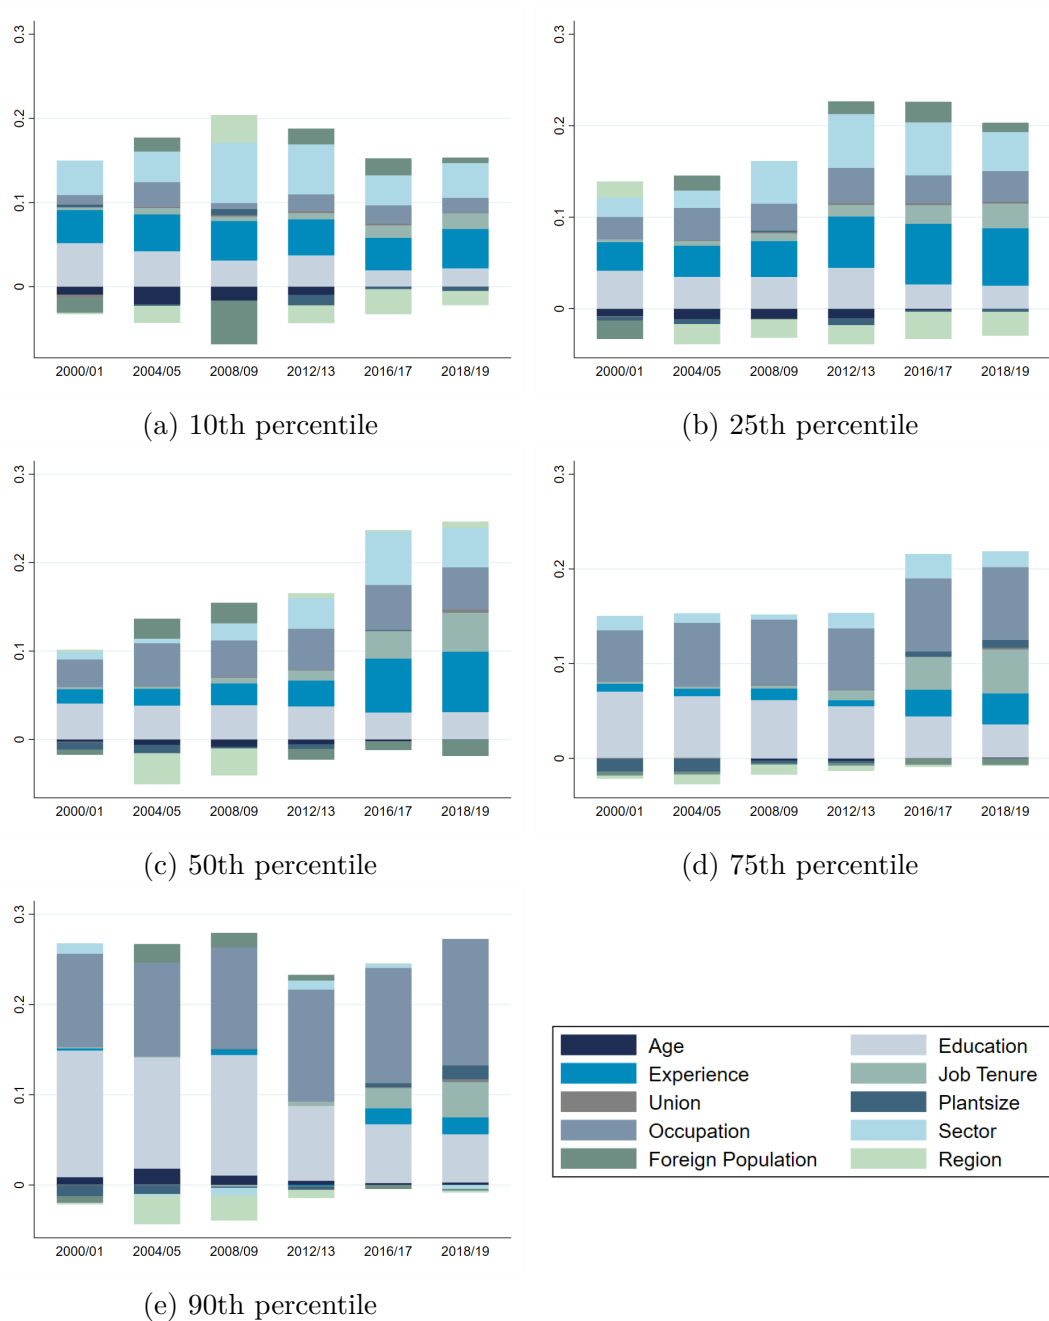 0.3
0.2
0.1
0
2000/01 2004/05 2008/09 2012/13 2016/17 2018/19
(a) 10th percentile
0.3
0.2
0.1
0
2000/01 2004/05 2008/09 2012/13 2016/17 2018/19
(b) 25th percentile
0.3
0.2
0.1
0
2000/01 2004/05 2008/09 2012/13 2016/17 2018/19
(c) 50th percentile
0.3
0.2
0.1
0
2000/01 2004/05 2008/09 2012/13 2016/17 2018/19
(d) 75th percentile
0.3
0.2
0.1
0
2000/01 2004/05 2008/09 2012/13 2016/17 2018/19
(e) 90th percentile
Age Education
Experience Job Tenure
Union Plantsize
Occupation Sector
Foreign Population Region